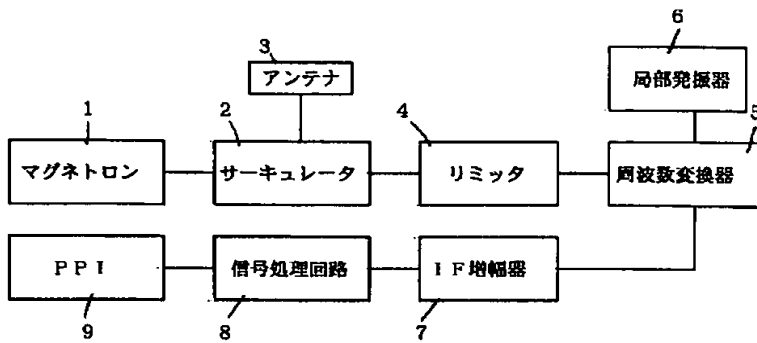 6
3
アンテナ
局部発振器
1
2
4
5
マグネトロン
サーキュレータ
リミッタ
周波数変換器
PPI
信号処理回路
IF増幅器
9
8
7